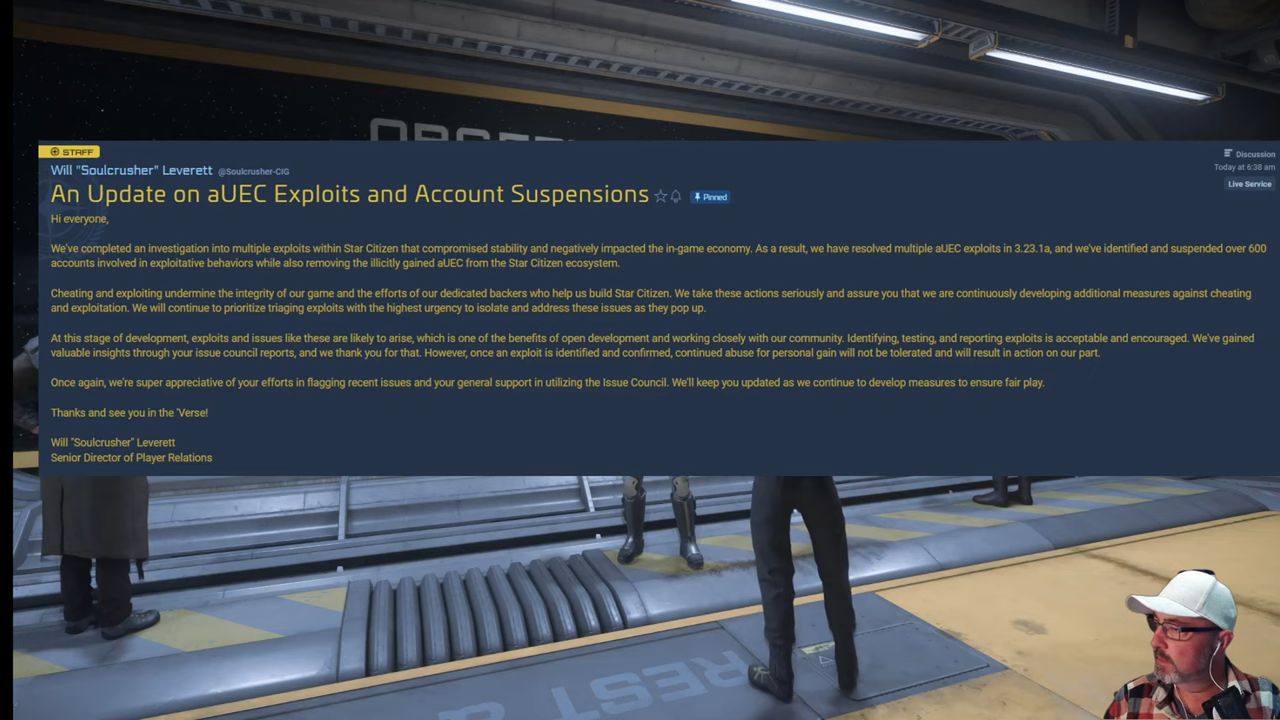 OBSER
STAFF
Discussion
Will "Soulcrusher" Leverett @Soulcrusher-CIG
Today at 6:38 am
An Update on aUEC Exploits and Account Suspensions Pinned
Live Service
Hi everyone,
We've completed an investigation into multiple exploits within Star Citizen that compromised stability and negatively impacted the in-game economy. As a result, we have resolved multiple aUEC exploits in 3.23.1a, and we've identified and suspended over 600
accounts involved in exploitative behaviors while also removing the illicitly gained aUEC from the Star Citizen ecosystem.
Cheating and exploiting undermine the integrity of our game and the efforts of our dedicated backers who help us build Star Citizen. We take these actions seriously and assure you that we are continuously developing additional measures against cheating
and exploitation. We will continue to prioritize triaging exploits with the highest urgency to isolate and address these issues as they pop up.
At this stage of development, exploits and issues like these are likely to arise, which is one of the benefits of open development and working closely with our community. Identifying, testing, and reporting exploits is acceptable and encouraged. We've gained
valuable insights through your issue council reports, and we thank you for that. However, once an exploit is identified and confirmed, continued abuse for personal gain will not be tolerated and will result in action on our part.
Once again, we're super appreciative of your efforts in flagging recent issues and your general support in utilizing the Issue Council. We'll keep you updated as we continue to develop measures to ensure fair play.
Thanks and see you in the 'Verse!
Will "Soulcrusher" Leverett
Senior Director of Player Relations
REST &